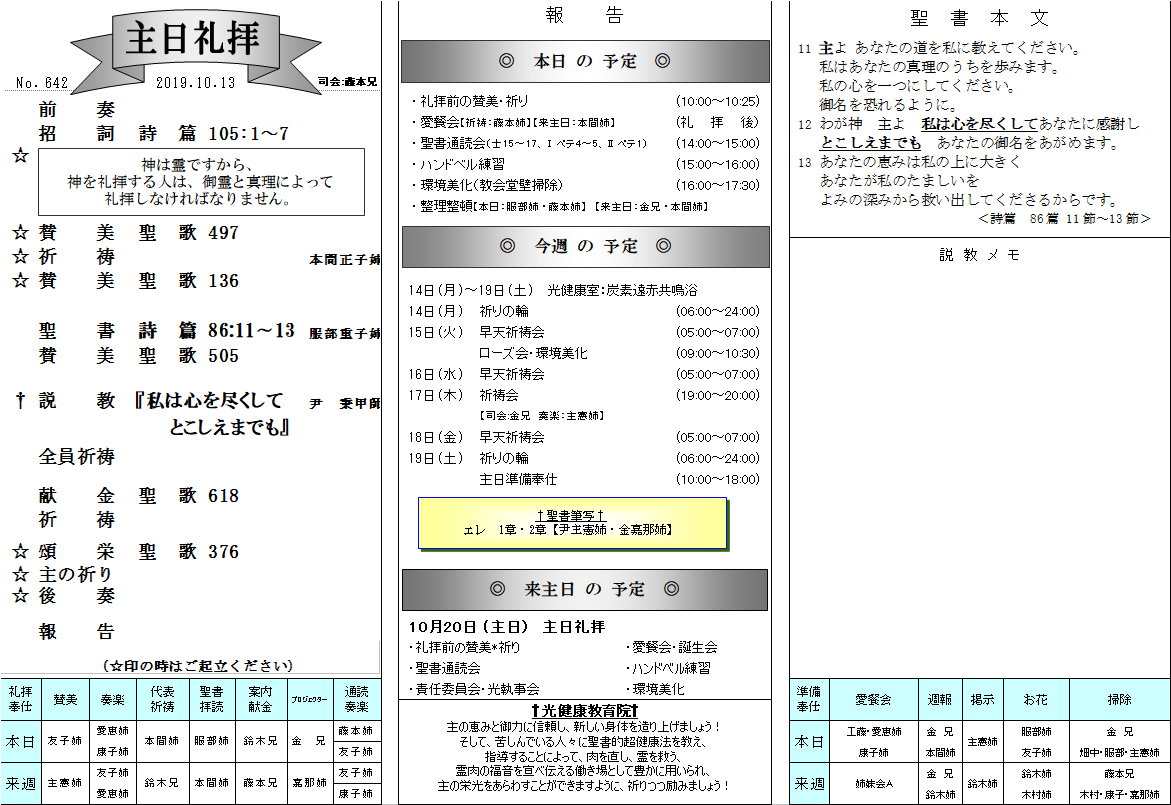 主日礼拝
No. 642
2019.10.13
司会:藤本兄
前 奏
招 詞 詩 篇 105:1~7
☆
神は霊ですから、
神を礼拝する人は、御霊と真理によって
礼拝しなければなりません。
☆ 賛 美 聖 歌 497
☆ 祈 祷 本間正子姉
☆ 賛 美 聖 歌 136
聖 書 詩 篇 86:11~13 服部重子姉
賛 美 聖 歌 505
† 説 教 『私は心を尽くして 尹 秉甲師
とこしえまでも』
全員祈祷
献 金 聖 歌 618
祈 祷
☆ 頌 栄 聖 歌 376
☆ 主の祈り
☆ 後 奏
報 告
(☆印の時はご起立ください)
礼拝奉仕 賛美 奏楽 代表祈祷 聖書拝読 案内献金 プロジェクター 通読奏楽
本日 友子姉 愛恵姉 康子姉 本間姉 服部姉 鈴木兄 金 兄 藤本姉 友子姉
来週 主憲姉 友子姉 愛恵姉 鈴木兄 本間姉 藤本兄 嘉那姉 友子姉 康子姉
報 告
◎ 本日 の 予定 ◎
・礼拝前の賛美・祈り (10:00~10:25)
・愛餐会【祈祷:藤本姉】【来主日:本間姉】 (礼 拝 後)
・聖書通読会(士15~17、Ⅰペテ4~5、Ⅱペテ1) (14:00~15:00)
・ハンドベル練習 (15:00~16:00)
・環境美化(教会堂壁掃除) (16:00~17:30)
・整理整頓【本日:服部姉・藤本姉】 【来主日:金兄・本間姉】
◎ 今週 の 予定 ◎
14日(月)~19日(土) 光健康室:炭素遠赤共鳴浴
14日(月) 祈りの輪 (06:00~24:00)
15日(火) 早天祈祷会 (05:00~07:00)
ローズ会・環境美化 (09:00~10:30)
16日(水) 早天祈祷会 (05:00~07:00)
17日(木) 祈祷会 (19:00~20:00)
【司会:金兄 奏楽:主憲姉】
18日(金) 早天祈祷会 (05:00~07:00)
19日(土) 祈りの輪 (06:00~24:00)
主日準備奉仕 (10:00~18:00)
†聖書筆写†
エレ 1章・2章【尹主憲姉・金嘉那姉】
◎ 来主日 の 予定 ◎
10月20日(主日) 主日礼拝
・礼拝前の賛美*祈り ・愛餐会・誕生会
・聖書通読会 ・ハンドベル練習
・責任委員会・光執事会 ・環境美化
†光健康教育院†
主の恵みと御力に信頼し、新しい身体を造り上げましょう!
そして、苦しんでいる人々に聖書的超健康法を教え、
指導することによって、肉を直し、霊を救う、
霊肉の福音を宣べ伝える働き場として豊かに用いられ、
主の栄光をあらわすことができますように、祈りつつ励みましょう!
聖 書 本 文
11 主よ あなたの道を私に教えてください。
私はあなたの真理のうちを歩みます。
私の心を一つにしてください。
御名を恐れるように。
12 わが神 主よ 私は心を尽くしてあなたに感謝し
とこしえまでも あなたの御名をあがめます。
13 あなたの恵みは私の上に大きく
あなたが私のたましいを
よみの深みから救い出してくださるからです。
<詩篇 86篇 11節~13節>
説 教 メ モ
準備奉仕 愛餐会 週報 掲示 お花 掃除
本日 工藤・愛恵姉 康子姉 金 兄 本間姉 主憲姉 服部姉 友子姉 金 兄 畑中・服部・主憲姉
来週 姉妹会A 金 兄 鈴木姉 鈴木姉 鈴木姉 木村姉 藤本兄 木村・康子・嘉那姉